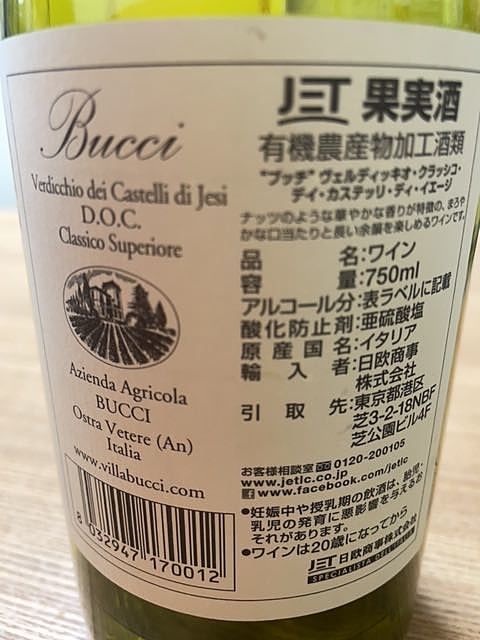 Bucci
Verdicchio dei Castelli di Jesi
D.O.C.
Classico Superiore
Azienda Agricola
BUCCI
Ostra Vetere (An)
Italia
www.villabucci.com
8 032947 170012
JET 果実酒
有機農産物加工酒類
"ブッチ" ヴェルディッキオ・クラッシコ・
デイ・カステッリ・ディ・イエージ
ナッツのような華やかな香りが特徴の、まろや
かな口当たりと長い余韻を楽しめるワインです。
品名:ワイン
容量:750ml
アルコール分:表ラベルに記載
酸化防止剤:亜硫酸塩
原産国名:イタリア
輸入者:日欧商事
株式会社
引取先:東京都港区
芝3-2-18NBF
芝公園ビル4F
お客様相談室 0120-200105
www.jetlc.co.jp
www.facebook.com/jetlc
●妊娠中や授乳期の飲酒は、胎児・
乳児の発育に悪影響を与えるお
それがあります。
●ワインは20歳になってから
JET 日欧商事株式会社
SPECIALISTA DELL'ITALIA